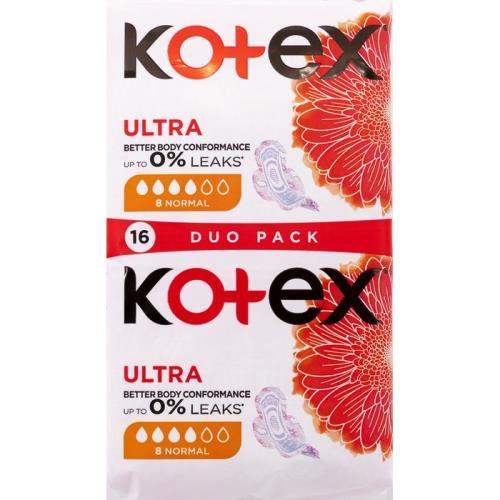 Kotex
ULTRA
BETTER BODY CONFORMANCE
UP TO 0% LEAKS*
8 NORMAL
16 DUO PACK
Kotex
ULTRA
BETTER BODY CONFORMANCE
UP TO 0% LEAKS*
8 NORMAL